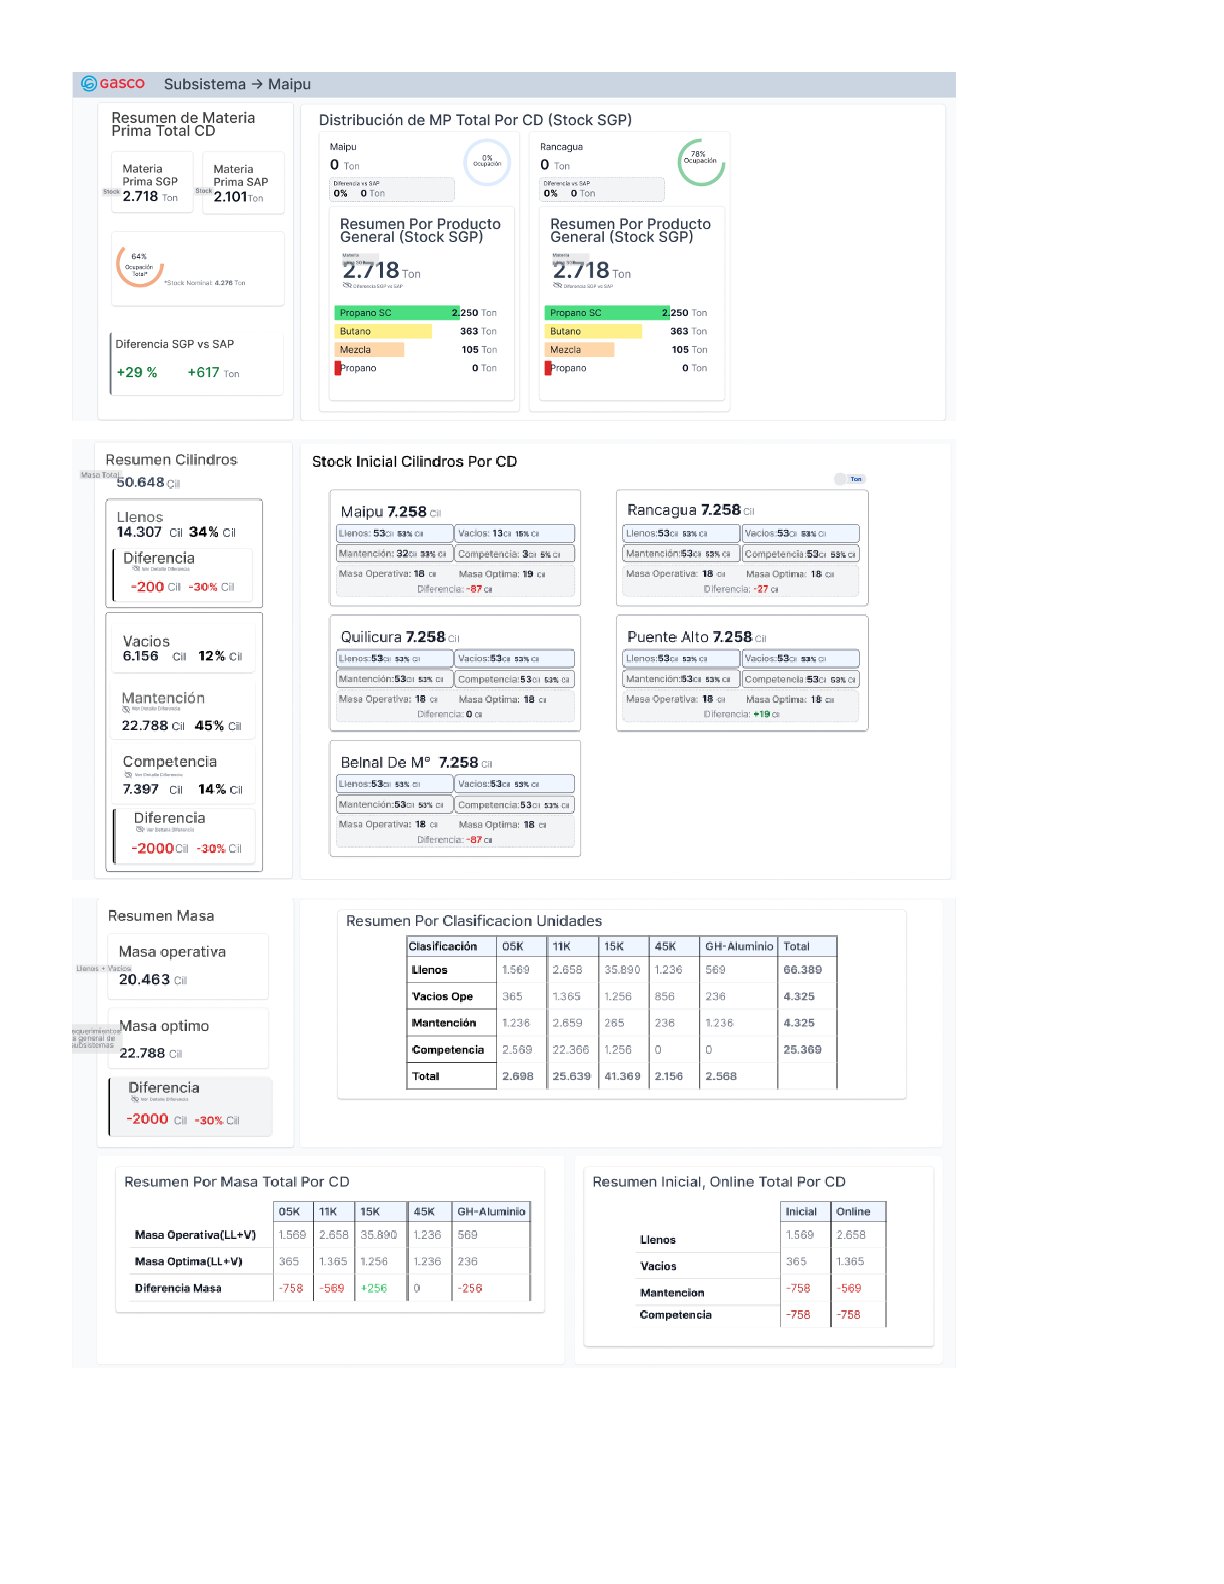 GASCO Subsistema → Maipu
Resumen de Materia
Prima Total CD
Materia
Prima SGP
Stock
2.718 Ton
Materia
Prima SAP
Stock
2.101 Ton
64%
Ocupación
Total*
*Stock Nominal: 4.276 Ton
Diferencia SGP vs SAP
+29 % +617 Ton
Distribución de MP Total Por CD (Stock SGP)
Maipu
0 Ton
0%
Ocupación
Diferencia vs SAP
0% 0 Ton
Resumen Por Producto
General (Stock SGP)
Materia
2.718 Ton
Diferencia SGP vs SAP
Propano SC 2.250 Ton
Butano 363 Ton
Mezcla 105 Ton
Propano 0 Ton
Rancagua
0 Ton
78%
Ocupación
Diferencia vs SAP
0% 0 Ton
Resumen Por Producto
General (Stock SGP)
Materia
2.718 Ton
Diferencia SGP vs SAP
Propano SC 2.250 Ton
Butano 363 Ton
Mezcla 105 Ton
Propano 0 Ton
Resumen Cilindros
Masa Total
50.648 Cil
Llenos
14.307 Cil 34% Cil
Diferencia
Ver Detalle Diferencia
-200 Cil -30% Cil
Vacios
6.156 Cil 12% Cil
Mantención
Ver Detalle Diferencia
22.788 Cil 45% Cil
Competencia
Ver Detalle Diferencia
7.397 Cil 14% Cil
Diferencia
Ver Detalle Diferencia
-2000 Cil -30% Cil
Stock Inicial Cilindros Por CD
Ton
Maipu 7.258 Cil
Llenos: 53 Cil 53% Cil Vacios: 13 Cil 15% Cil
Mantención: 32 Cil 33% Cil Competencia: 3 Cil 5% Cil
Masa Operativa: 18 Cil Masa Optima: 19 Cil
Diferencia: -87 Cil
Rancagua 7.258 Cil
Llenos:53 Cil 53% Cil Vacios:53 Cil 53% Cil
Mantención:53 Cil 53% Cil Competencia:53 Cil 53% Cil
Masa Operativa: 18 Cil Masa Optima: 18 Cil
Diferencia: -27 Cil
Quilicura 7.258 Cil
Llenos:53 Cil 53% Cil Vacios:53 Cil 53% Cil
Mantención:53 Cil 53% Cil Competencia:53 Cil 53% Cil
Masa Operativa: 18 Cil Masa Optima: 18 Cil
Diferencia: 0 Cil
Puente Alto 7.258 Cil
Llenos:53 Cil 53% Cil Vacios:53 Cil 53% Cil
Mantención:53 Cil 53% Cil Competencia:53 Cil 53% Cil
Masa Operativa: 18 Cil Masa Optima: 18 Cil
Diferencia: +19 Cil
Belnal De M° 7.258 Cil
Llenos:53 Cil 53% Cil Vacios:53 Cil 53% Cil
Mantención:53 Cil 53% Cil Competencia:53 Cil 53% Cil
Masa Operativa: 18 Cil Masa Optima: 18 Cil
Diferencia: -87 Cil
Resumen Masa
Masa operativa
Llenos + Vacios
20.463 Cil
Masa optimo
equerimientos
a general de
ubsistemas
22.788 Cil
Diferencia
Ver Detalle Diferencia
-2000 Cil -30% Cil
Resumen Por Clasificacion Unidades
Clasificación 05K 11K 15K 45K GH-Aluminio Total
Llenos 1.569 2.658 35.890 1.236 569 66.389
Vacios Ope 365 1.365 1.256 856 236 4.325
Mantención 1.236 2.659 265 236 1.236 4.325
Competencia 2.569 22.366 1.256 0 0 25.369
Total 2.698 25.639 41.369 2.156 2.568
Resumen Por Masa Total Por CD
05K 11K 15K 45K GH-Aluminio
Masa Operativa(LL+V) 1.569 2.658 35.890 1.236 569
Masa Optima(LL+V) 365 1.365 1.256 1.236 236
Diferencia Masa -758 -569 +256 0 -256
Resumen Inicial, Online Total Por CD
Inicial Online
Llenos 1.569 2.658
Vacios 365 1.365
Mantencion -758 -569
Competencia -758 -758